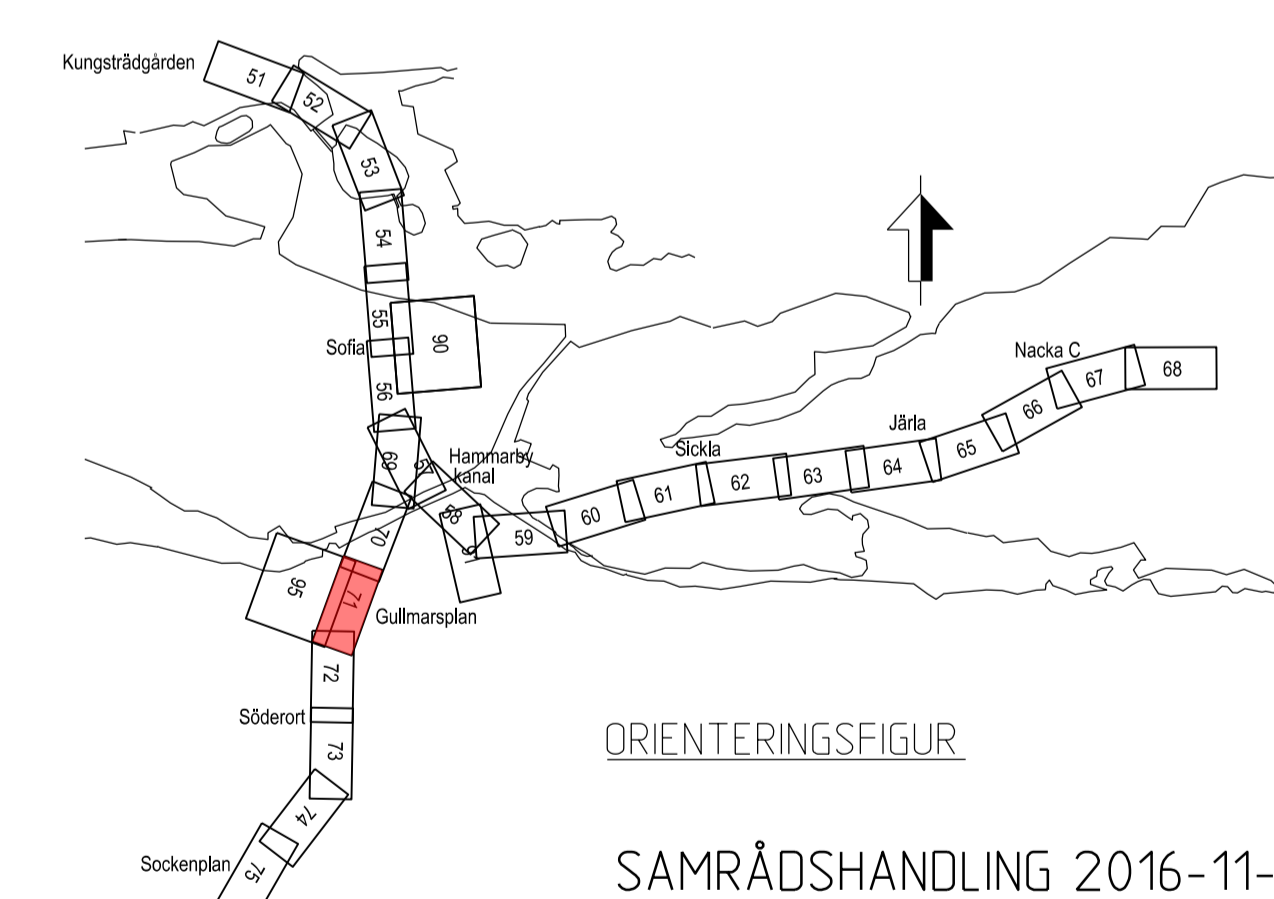 Kungsträdgården
51
52
53
54
55
Sofia
90
56
69
57
Hammarby
kanal
58
59
60
61
Sickla
62
63
64
Järla
65
66
Nacka C
67
68
70
95
71
Gullmarsplan
72
Söderort
73
74
Sockenplan
75
ORIENTERINGSFIGUR
SAMRÅDSHANDLING 2016-11-